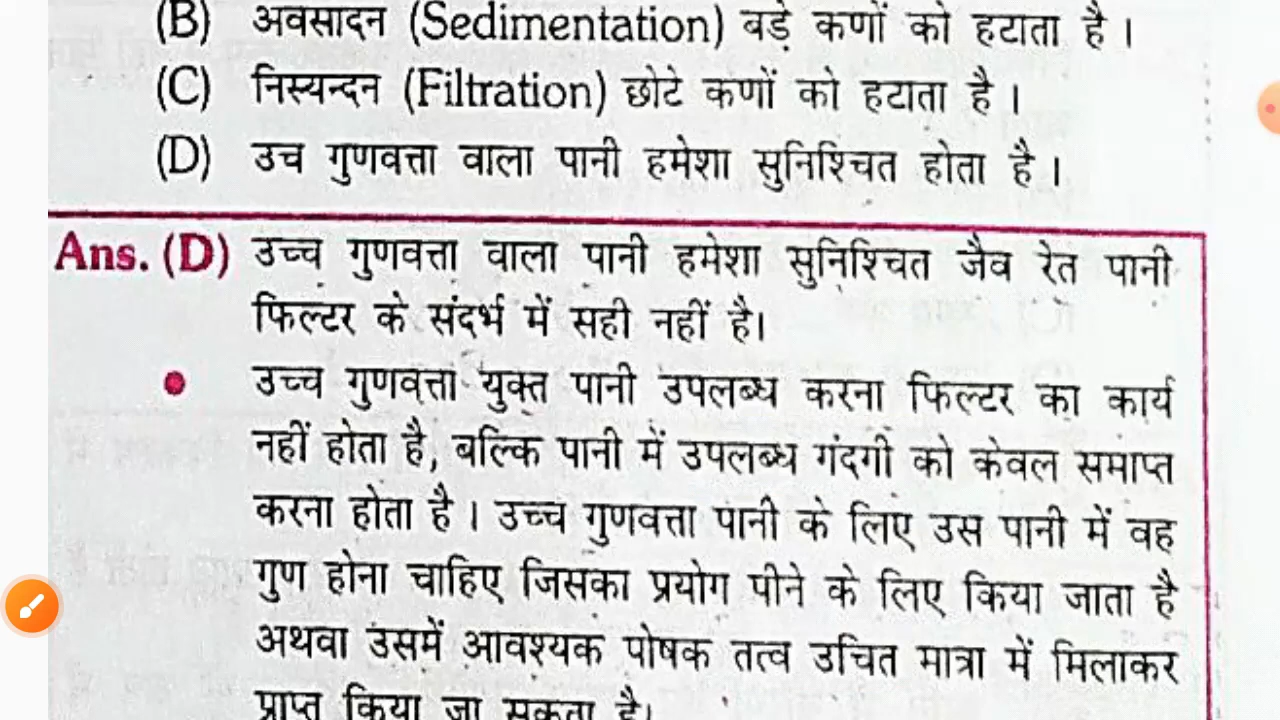 (B) अवसादन (Sedimentation) बड़े कणों को हटाता है ।
(C) निस्यन्दन (Filtration) छोटे कणों को हटाता है ।
(D) उच गुणवत्ता वाला पानी हमेशा सुनिश्चित होता है ।
Ans. (D) उच्च गुणवत्ता वाला पानी हमेशा सुनिश्चित जैव रेत पानी
फिल्टर के संदर्भ में सही नहीं है।
• उच्च गुणवत्ता युक्त पानी उपलब्ध करना फिल्टर का कार्य
नहीं होता है, बल्कि पानी में उपलब्ध गंदगी को केवल समाप्त
करना होता है । उच्च गुणवत्ता पानी के लिए उस पानी में वह
गुण होना चाहिए जिसका प्रयोग पीने के लिए किया जाता है
अथवा उसमें आवश्यक पोषक तत्व उचित मात्रा में मिलाकर
प्राप्त किया जा सकता है।